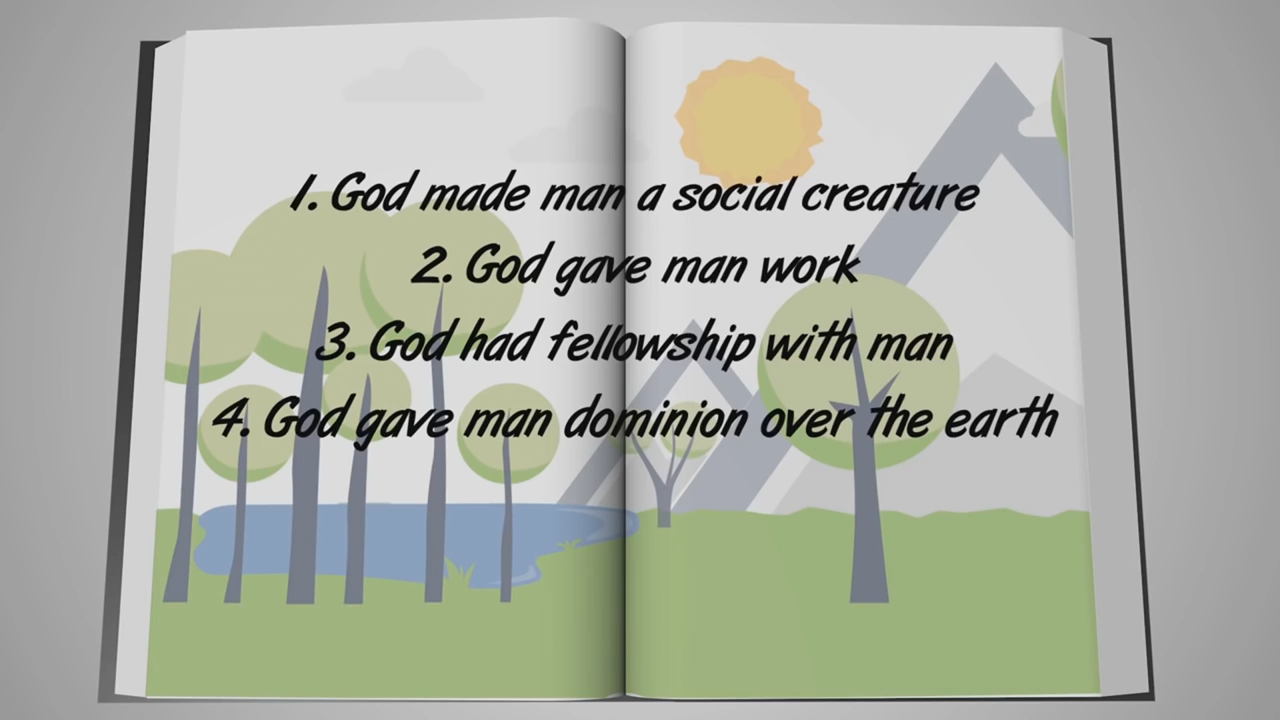 1. God made man a social creature
2. God gave man work
3. God had fellowship with man
4. God gave man dominion over the earth